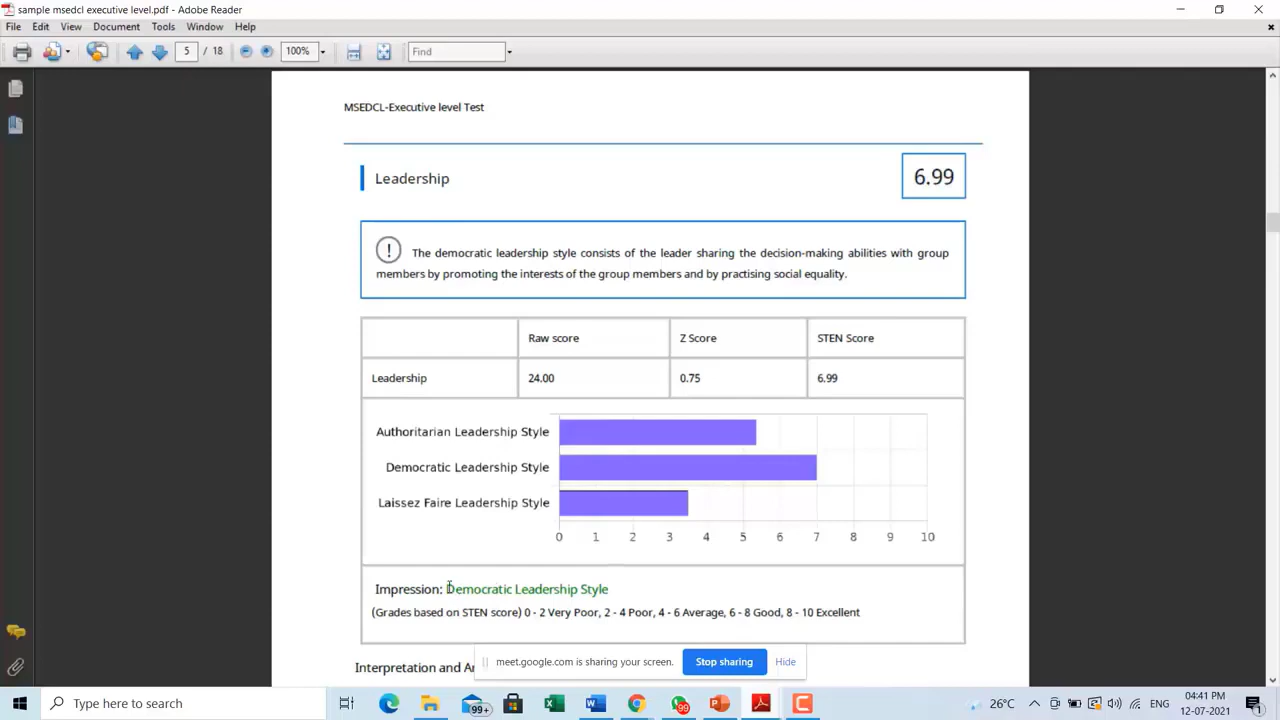 sample msedcl executive level.pdf - Adobe Reader
File Edit View Document Tools Window Help
5 / 18 100% Find
MSEDCL-Executive level Test
Leadership 6.99
! The democratic leadership style consists of the leader sharing the decision-making abilities with group
members by promoting the interests of the group members and by practising social equality.
Raw score Z Score STEN Score
Leadership 24.00 0.75 6.99
Authoritarian Leadership Style
Democratic Leadership Style
Laissez Faire Leadership Style
0 1 2 3 4 5 6 7 8 9 10
Impression: Democratic Leadership Style
(Grades based on STEN score) 0 - 2 Very Poor, 2 - 4 Poor, 4 - 6 Average, 6 - 8 Good, 8 - 10 Excellent
meet.google.com is sharing your screen. Stop sharing Hide
Interpretation and
Type here to search 99+ 99 26°C ENG 04:41 PM
12-07-2021 1